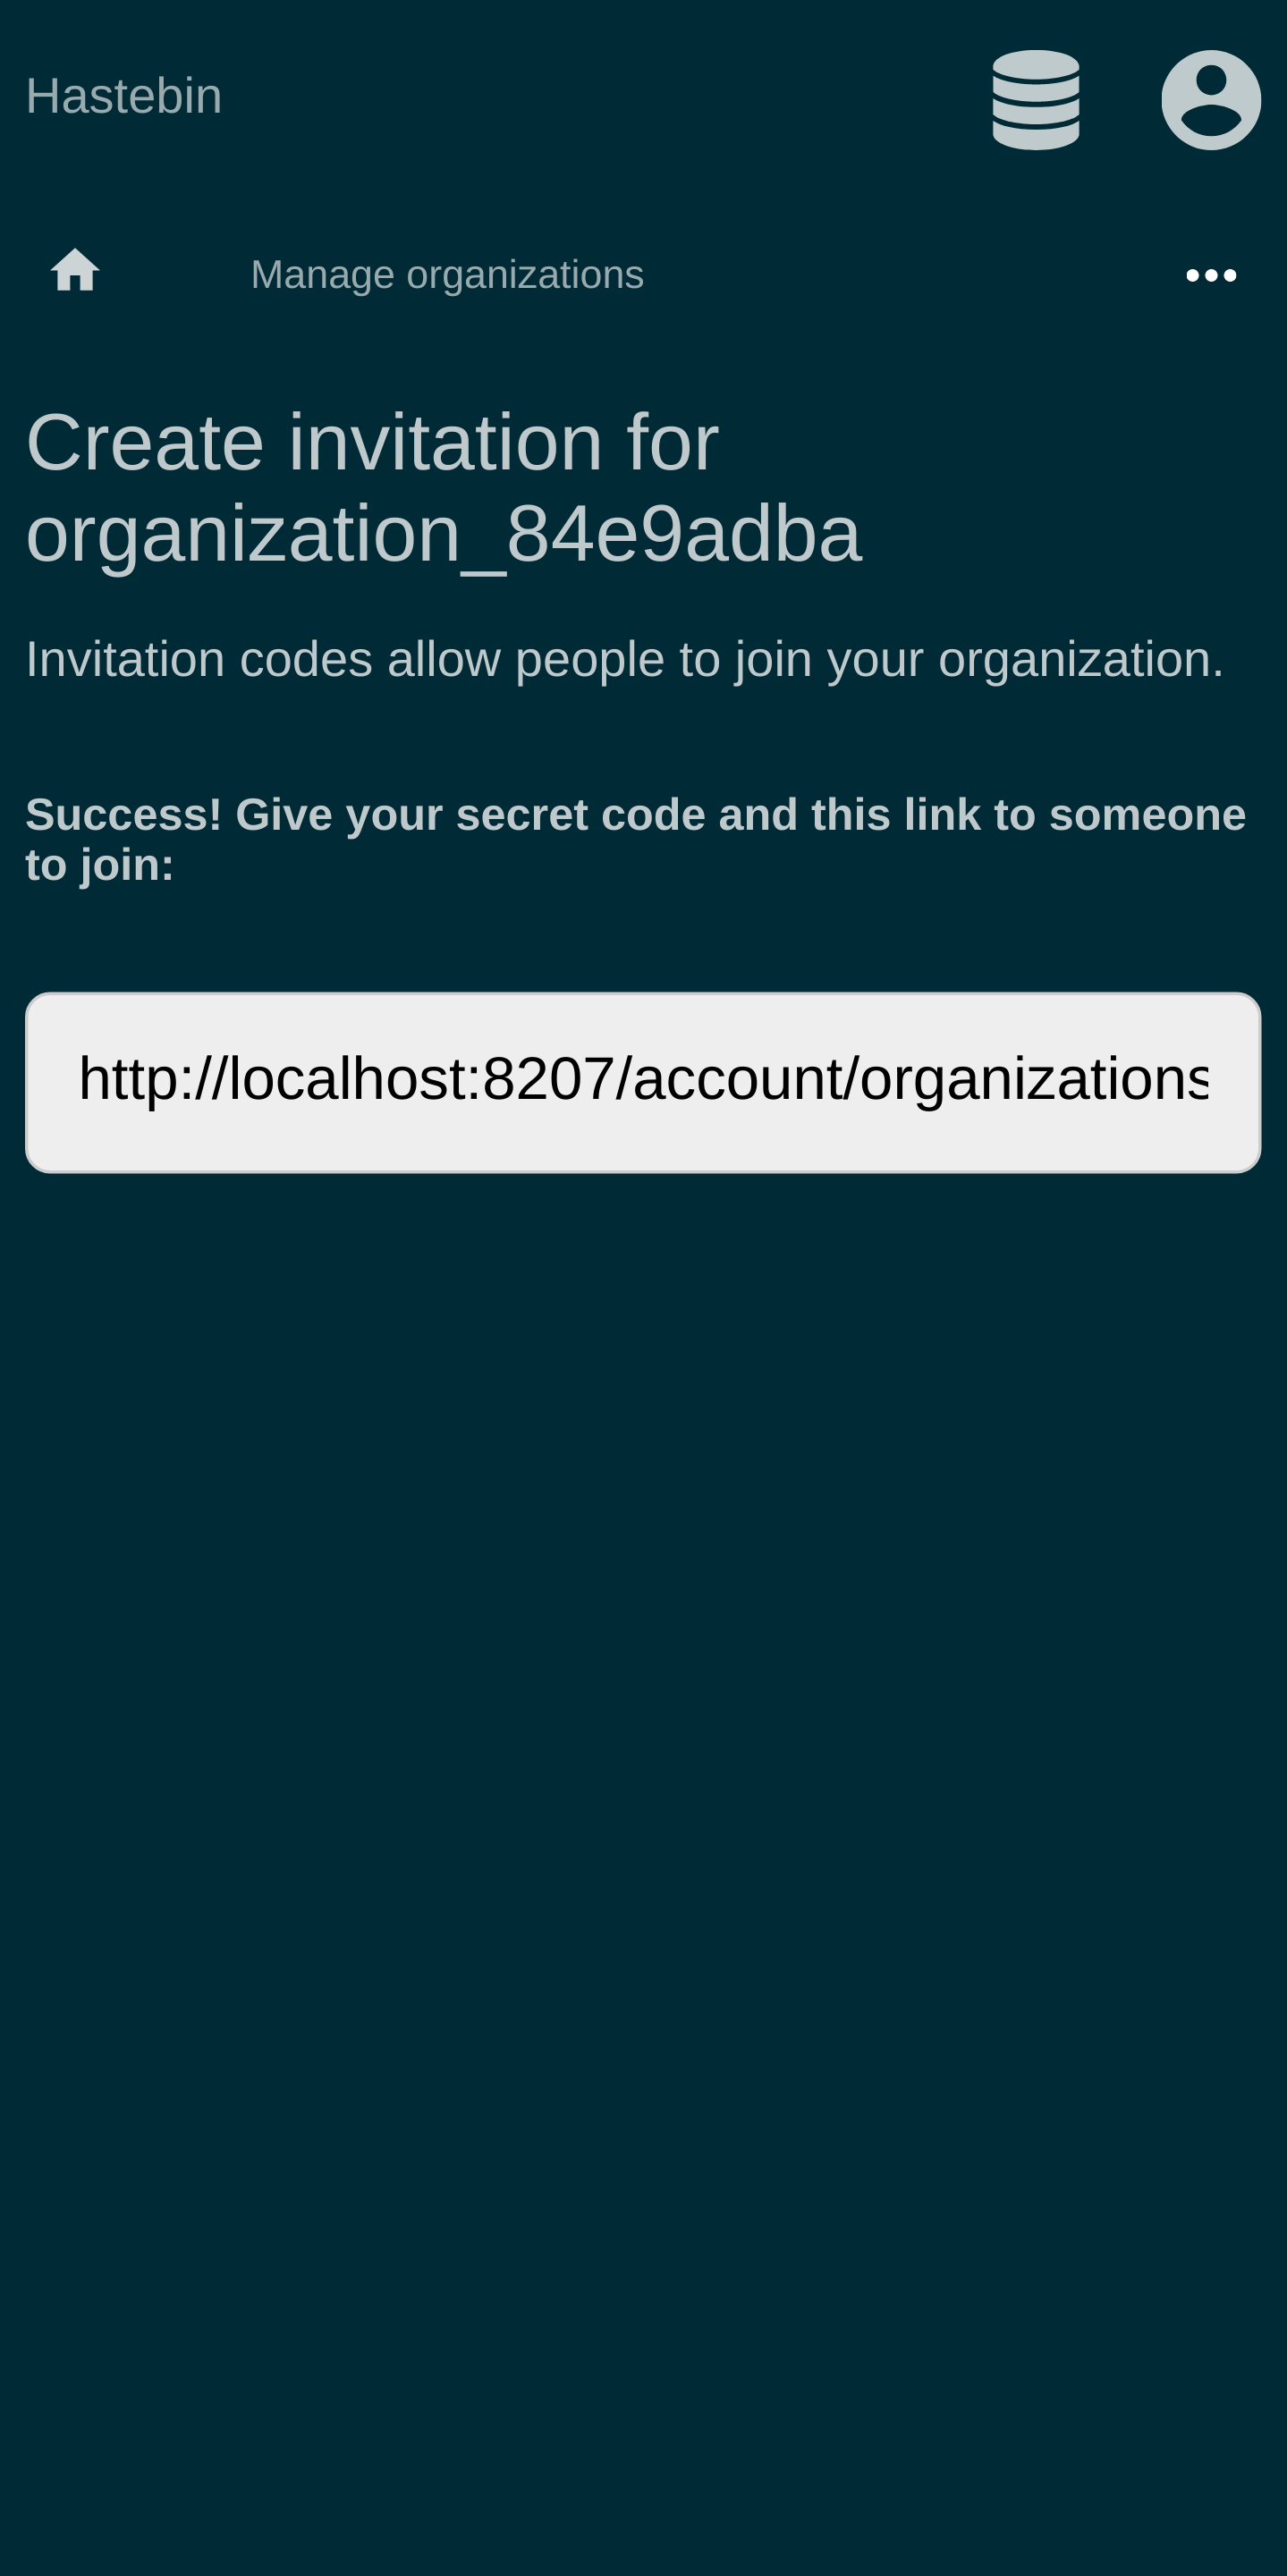 Hastebin
Manage organizations
Create invitation for
organization_84e9adba
Invitation codes allow people to join your organization.
Success! Give your secret code and this link to someone
to join:
http://localhost:8207/account/organizations